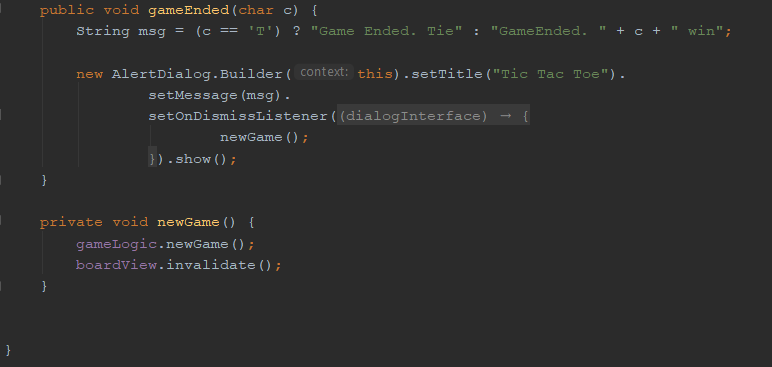 public void gameEnded(char c) {
String msg = (c == 'T') ? "Game Ended. Tie" : "GameEnded. " + c + " win";
new AlertDialog.Builder( context: this).setTitle("Tic Tac Toe").
setMessage(msg).
setOnDismissListener((dialogInterface) → {
newGame();
}).show();
}
private void newGame() {
gameLogic.newGame();
boardView.invalidate();
}
}